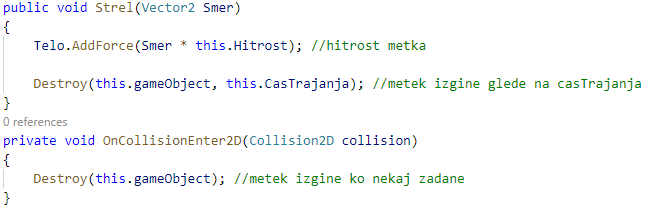 public void Strel(Vector2 Smer)
{
    Telo.AddForce(Smer * this.Hitrost); //hitrost metka
    Destroy(this.gameObject, this.CasTrajanja); //metek izgine glede na casTrajanja
}
0 references
private void OnCollisionEnter2D(Collision2D collision)
{
    Destroy(this.gameObject); //metek izgine ko nekaj zadane
}